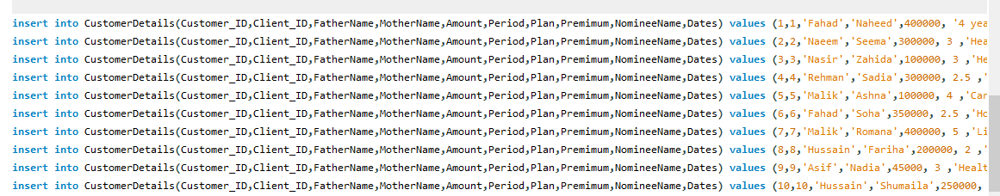 insert into CustomerDetails(Customer_ID,Client_ID,FatherName,MotherName,Amount,Period,Plan,Premimum,NomineeName,Dates) values (1,1,'Fahad','Naheed',400000, '4 yea
insert into CustomerDetails(Customer_ID,Client_ID,FatherName,MotherName,Amount,Period,Plan,Premimum,NomineeName,Dates) values (2,2,'Naeem','Seema',300000, 3 ,'Hea
insert into CustomerDetails(Customer_ID,Client_ID,FatherName,MotherName,Amount,Period,Plan,Premimum,NomineeName,Dates) values (3,3,'Nasir','Zahida',100000, 3 ,'He
insert into CustomerDetails(Customer_ID,Client_ID,FatherName,MotherName,Amount,Period,Plan,Premimum,NomineeName,Dates) values (4,4,'Rehman','Sadia',300000, 2.5 ,'
insert into CustomerDetails(Customer_ID,Client_ID,FatherName,MotherName,Amount,Period,Plan,Premimum,NomineeName,Dates) values (5,5,'Malik','Ashna',100000, 4 ,'Car
insert into CustomerDetails(Customer_ID,Client_ID,FatherName,MotherName,Amount,Period,Plan,Premimum,NomineeName,Dates) values (6,6,'Fahad','Soha',350000, 2.5 ,'Ho
insert into CustomerDetails(Customer_ID,Client_ID,FatherName,MotherName,Amount,Period,Plan,Premimum,NomineeName,Dates) values (7,7,'Malik','Romana',400000, 5 ,'Li
insert into CustomerDetails(Customer_ID,Client_ID,FatherName,MotherName,Amount,Period,Plan,Premimum,NomineeName,Dates) values (8,8,'Hussain','Fariha',200000, 2 ,'
insert into CustomerDetails(Customer_ID,Client_ID,FatherName,MotherName,Amount,Period,Plan,Premimum,NomineeName,Dates) values (9,9,'Asif','Nadia',45000, 3 ,'Healt
insert into CustomerDetails(Customer_ID,Client_ID,FatherName,MotherName,Amount,Period,Plan,Premimum,NomineeName,Dates) values (10,10,'Hussain','Shumaila',250000,